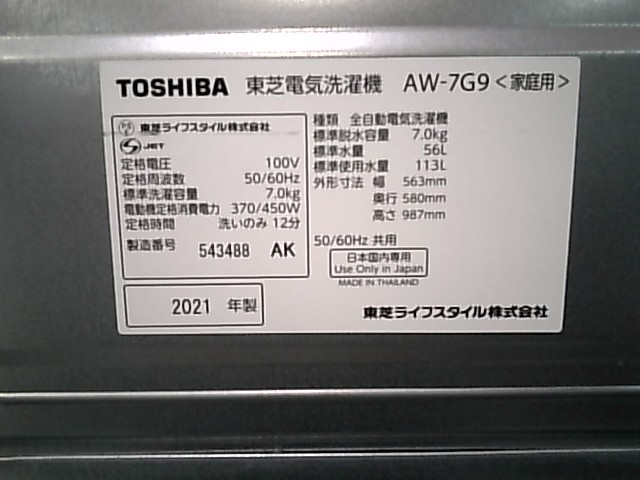 TOSHIBA 東芝電気洗濯機 AW-7G9 <家庭用>
東芝ライフスタイル株式会社
JET
定格電圧 100V
定格周波数 50/60Hz
標準洗濯容量 7.0kg
電動機定格消費電力 370/450W
定格時間 洗いのみ 12分
製造番号 543488 AK
2021 年製
種類 全自動電気洗濯機
標準脱水容量 7.0kg
標準水量 56L
標準使用水量 113L
外形寸法 幅 563mm
奥行 580mm
高さ 987mm
50/60Hz 共用
日本国内専用
Use Only in Japan
MADE IN THAILAND
東芝ライフスタイル株式会社